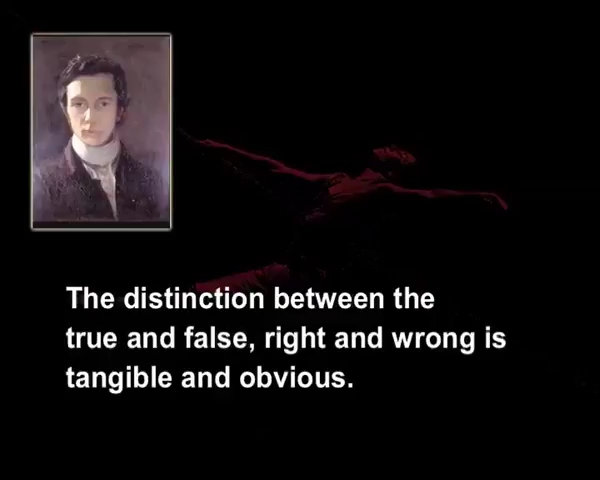 The distinction between the
true and false, right and wrong is
tangible and obvious.